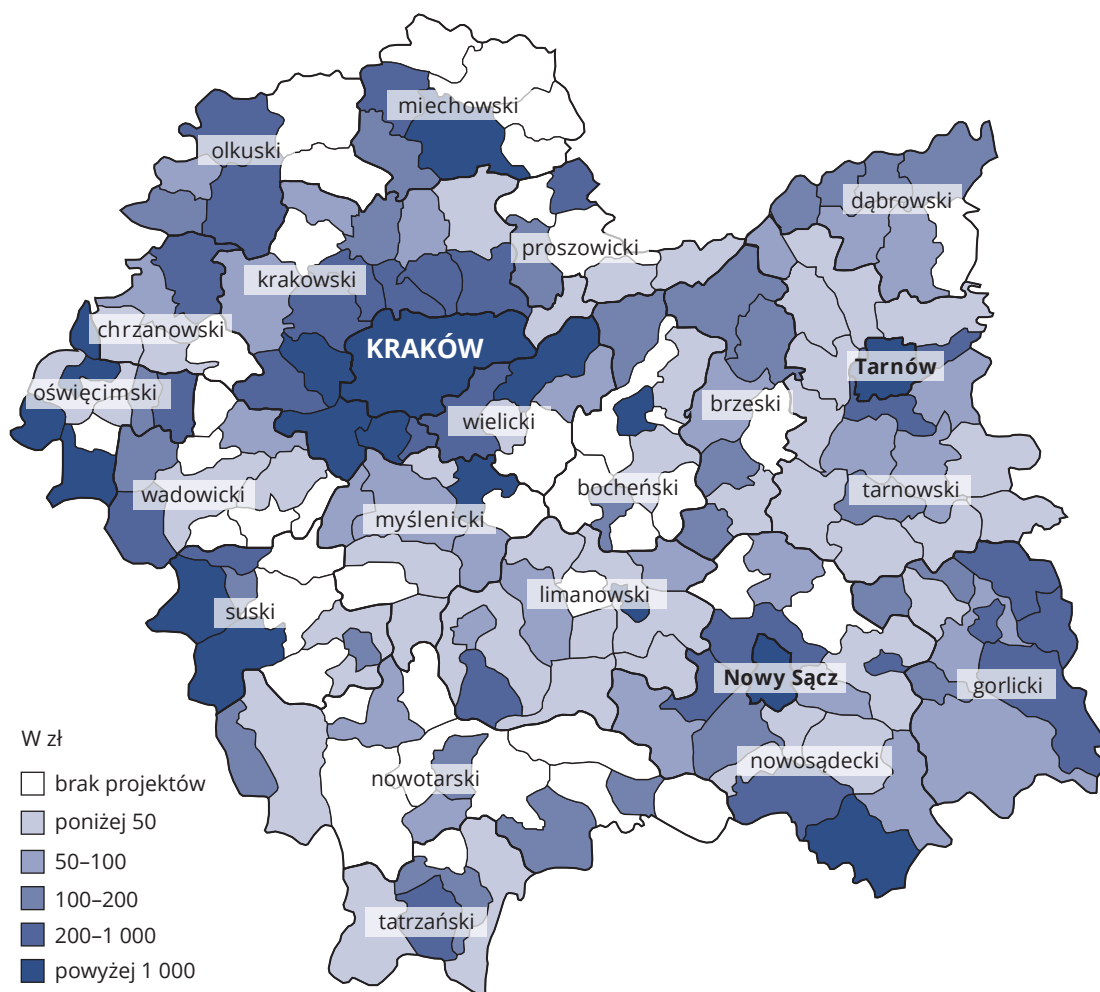 miechowski
olkuski
dąbrowski
proszowicki
krakowski
chrzanowski
KRAKÓW
Tarnów
oświęcimski
brzeski
wielicki
wadowicki
bocheński
tarnowski
myślenicki
limanowski
suski
Nowy Sącz
gorlicki
nowosądecki
nowotarski
tatrzański
W zł
brak projektów
poniżej 50
50–100
100–200
200–1 000
powyżej 1 000